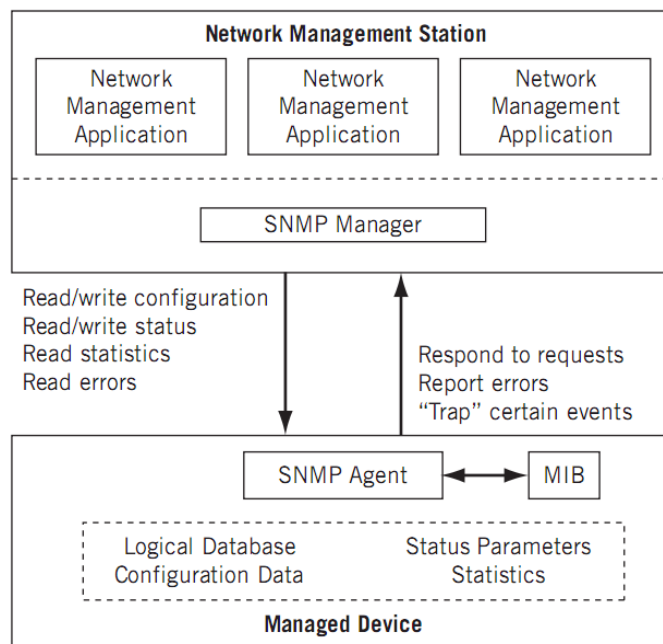 Network Management Station
Network
Management
Application
Network
Management
Application
Network
Management
Application
SNMP Manager
Read/write configuration
Read/write status
Read statistics
Read errors
Respond to requests
Report errors
“Trap” certain events
SNMP Agent
MIB
Logical Database
Configuration Data
Status Parameters
Statistics
Managed Device